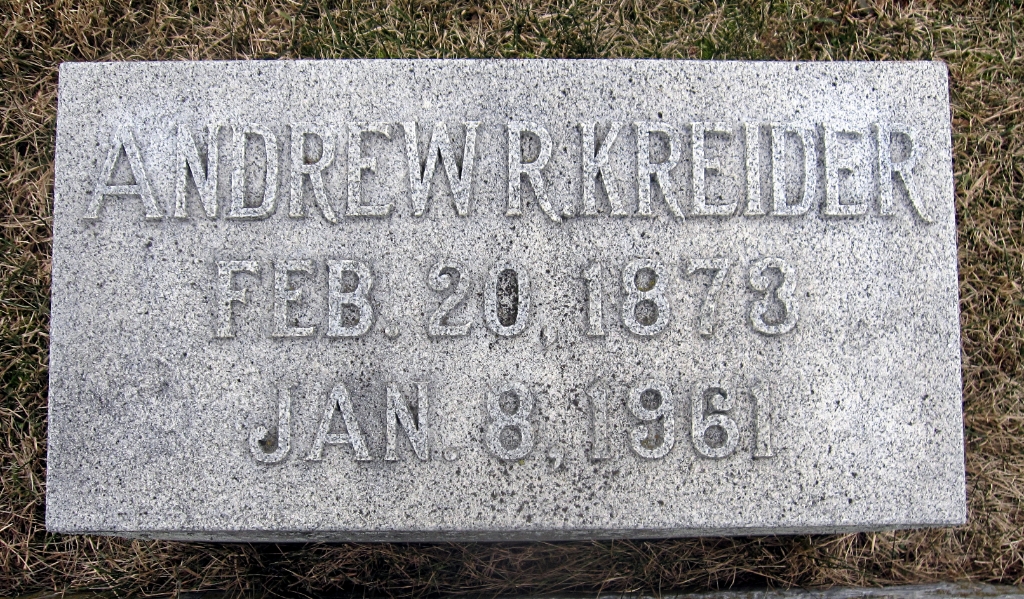 ANDREW R. KREIDER
FEB. 20, 1873
JAN. 8, 1961